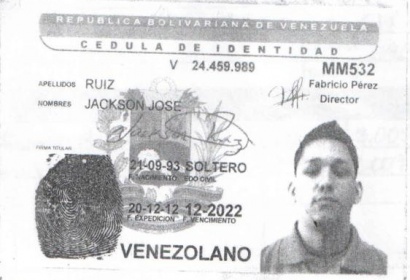 REPÚBLICA BOLIVARIANA DE VENEZUELA
CEDULA DE IDENTIDAD
V 24.459.989 MM532
APELLIDOS RUIZ
Fabricio Pérez
Director
NOMBRES JACKSON JOSE
FIRMA TITULAR
21-09-93 SOLTERO
F. NACIMIENTO EDO CIVIL
20-12-12 12-2022
F. EXPEDICION F. VENCIMIENTO
VENEZOLANO